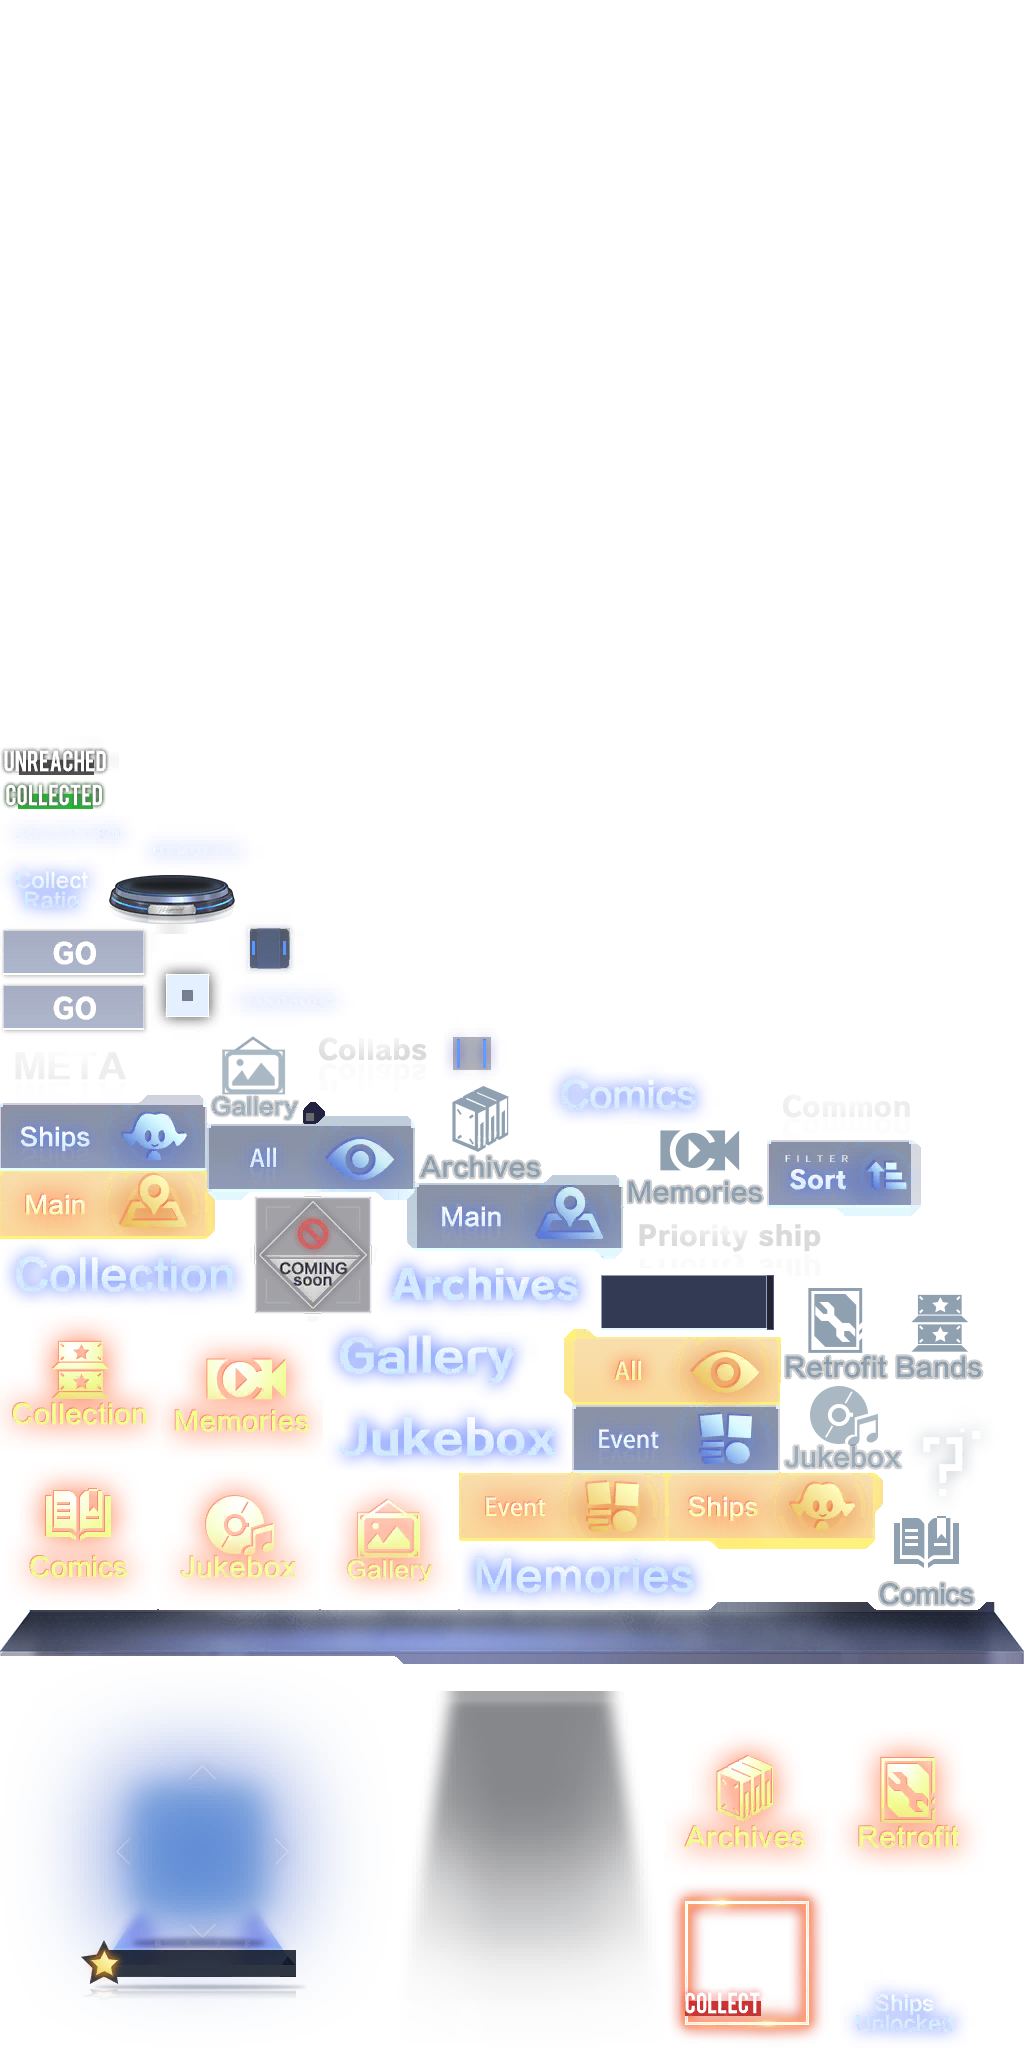 UNREACHED
COLLECTED
Collect
Ratio
GO
GO
META
Gallery
Collabs
Comics
Common
Ships
All
Archives
Memories
FILTER
Sort
Main
Main
Priority ship
COMING
soon
Collection
Archives
Gallery
All
Retrofit
Bands
Collection
Memories
Jukebox
Event
Jukebox
Event
Ships
Comics
Jukebox
Gallery
Memories
Comics
Archives
Retrofit
COLLECT
Ships
Unlocked